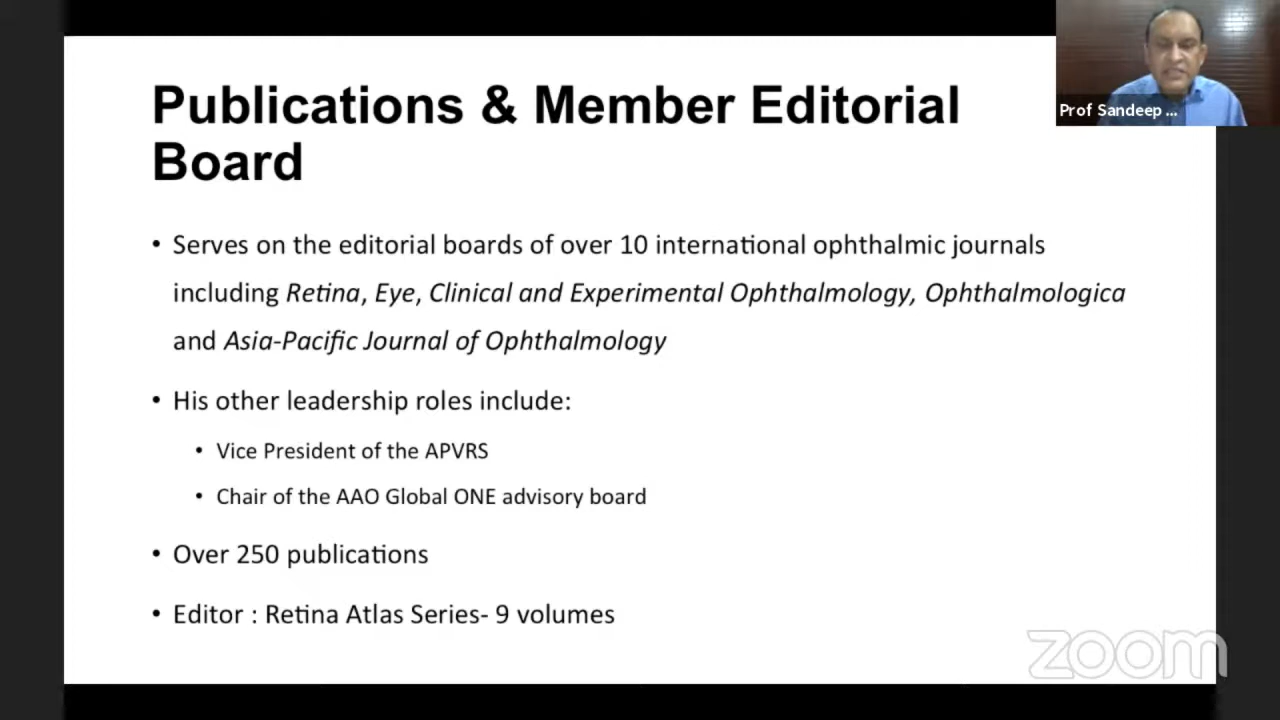 Publications & Member Editorial
Board
Prof Sandeep ...
• Serves on the editorial boards of over 10 international ophthalmic journals
including Retina, Eye, Clinical and Experimental Ophthalmology, Ophthalmologica
and Asia-Pacific Journal of Ophthalmology
• His other leadership roles include:
• Vice President of the APVRS
• Chair of the AAO Global ONE advisory board
• Over 250 publications
• Editor : Retina Atlas Series- 9 volumes
zoom